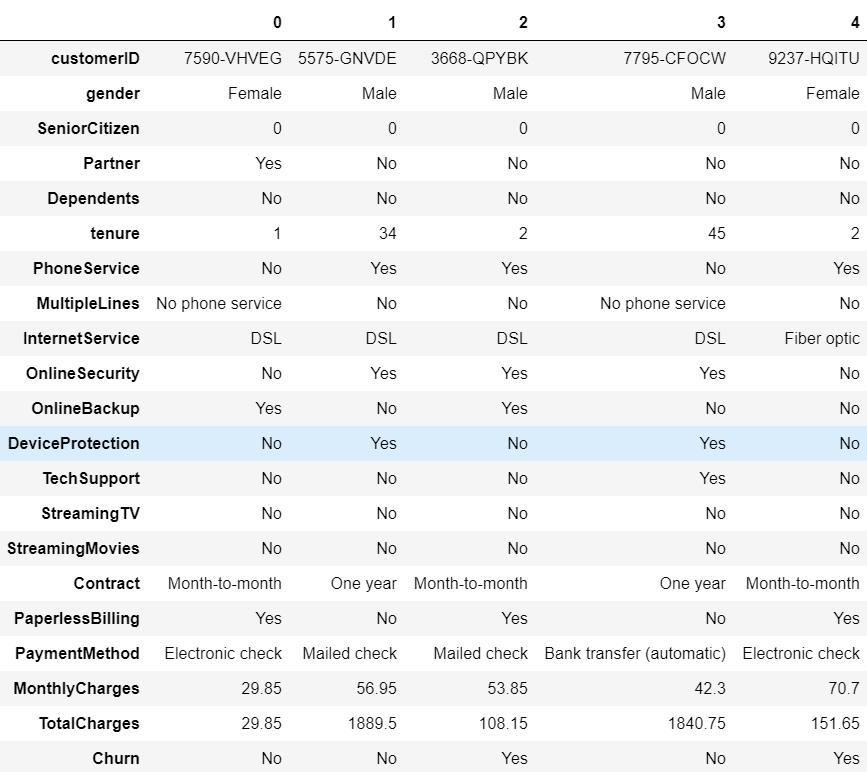 0 1 2 3 4
customerID 7590-VHVEG 5575-GNVDE 3668-QPYBK 7795-CFOCW 9237-HQITU
gender Female Male Male Male Female
SeniorCitizen 0 0 0 0 0
Partner Yes No No No No
Dependents No No No No No
tenure 1 34 2 45 2
PhoneService No Yes Yes No Yes
MultipleLines No phone service No No No phone service No
InternetService DSL DSL DSL DSL Fiber optic
OnlineSecurity No Yes Yes Yes No
OnlineBackup Yes No Yes No No
DeviceProtection No Yes No Yes No
TechSupport No No No Yes No
StreamingTV No No No No No
StreamingMovies No No No No No
Contract Month-to-month One year Month-to-month One year Month-to-month
PaperlessBilling Yes No Yes No Yes
PaymentMethod Electronic check Mailed check Mailed check Bank transfer (automatic) Electronic check
MonthlyCharges 29.85 56.95 53.85 42.3 70.7
TotalCharges 29.85 1889.5 108.15 1840.75 151.65
Churn No No Yes No Yes